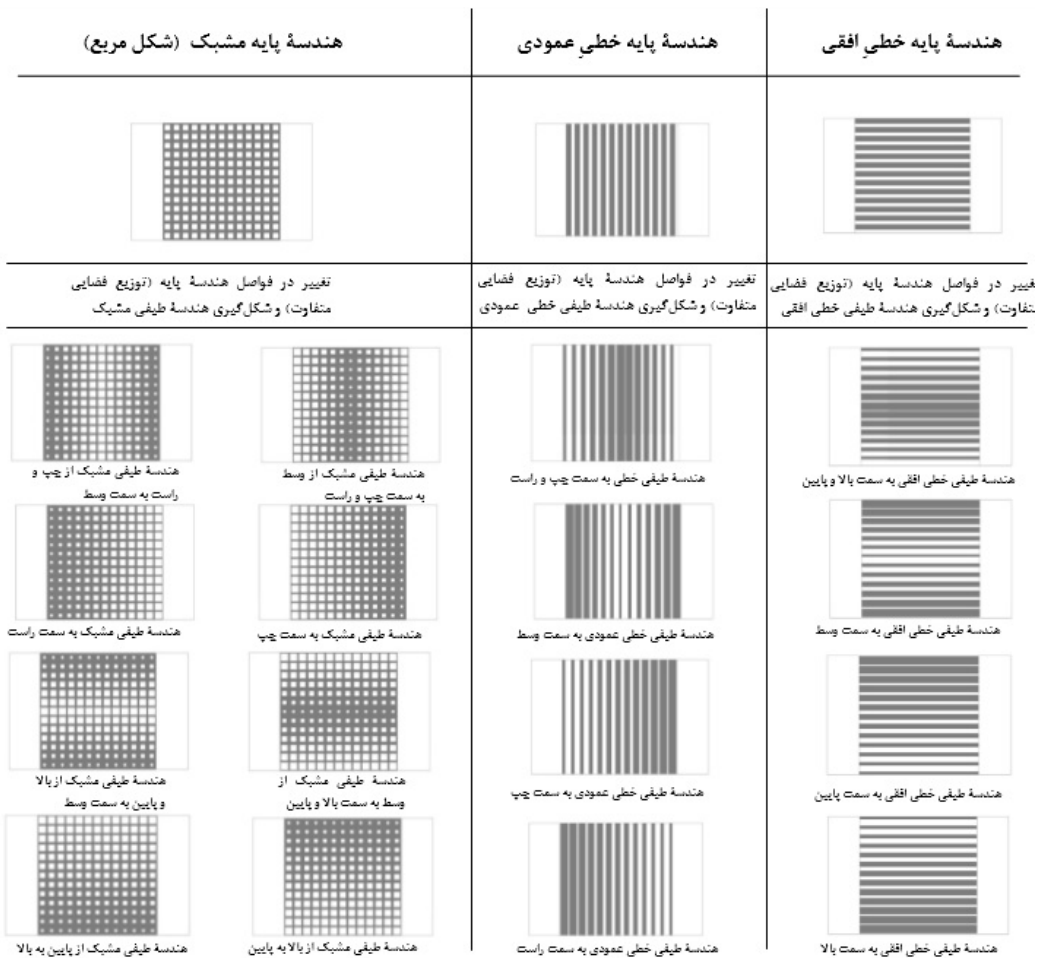 هندسهٔ پایه خطیِ افقی
هندسهٔ پایه خطیِ عمودی
هندسهٔ پایه مشبک (شکل مربع)
تغییر در فواصل هندسهٔ پایه (توزیع فضایی
متفاوت) و شکل‌گیری هندسهٔ طیفی خطی افقی
تغییر در فواصل هندسهٔ پایه (توزیع فضایی
متفاوت) و شکل‌گیری هندسهٔ طیفی خطی عمودی
تغییر در فواصل هندسهٔ پایه (توزیع فضایی
متفاوت) و شکل‌گیری هندسهٔ طیفی مشبک
هندسهٔ طیفی خطی افقی به سمت بالا و پایین
هندسهٔ طیفی خطی به سمت چپ و راست
هندسهٔ طیفی مشبک از وسط
به سمت چپ و راست
هندسهٔ طیفی مشبک از چپ و
راست به سمت وسط
هندسهٔ طیفی خطی افقی به سمت وسط
هندسهٔ طیفی خطی عمودی به سمت وسط
هندسهٔ طیفی مشبک به سمت چپ
هندسهٔ طیفی مشبک به سمت راست
هندسهٔ طیفی خطی افقی به سمت پایین
هندسهٔ طیفی خطی عمودی به سمت چپ
هندسهٔ طیفی مشبک از
وسط به سمت بالا و پایین
هندسهٔ طیفی مشبک از بالا
و پایین به سمت وسط
هندسهٔ طیفی خطی افقی به سمت بالا
هندسهٔ طیفی خطی عمودی به سمت راست
هندسهٔ طیفی مشبک از بالا به پایین
هندسهٔ طیفی مشبک از پایین به بالا